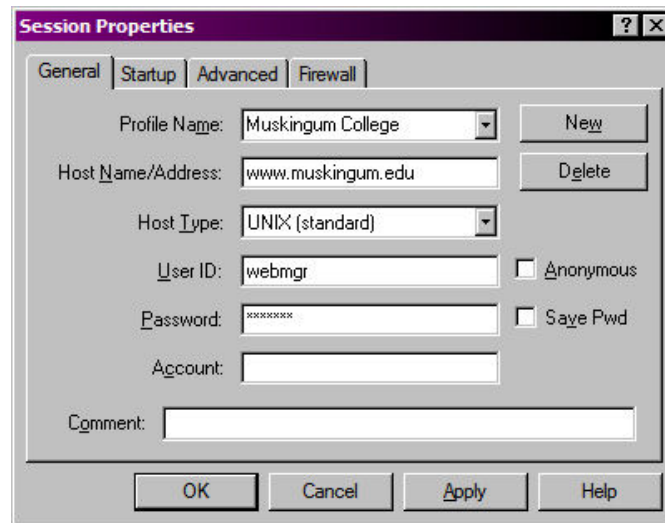 Session Properties
General Startup Advanced Firewall
Profile Name: Muskingum College New
Host Name/Address: www.muskingum.edu Delete
Host Type: UNIX (standard)
User ID: webmgr Anonymous
Password: ******* Save Pwd
Account:
Comment:
OK Cancel Apply Help